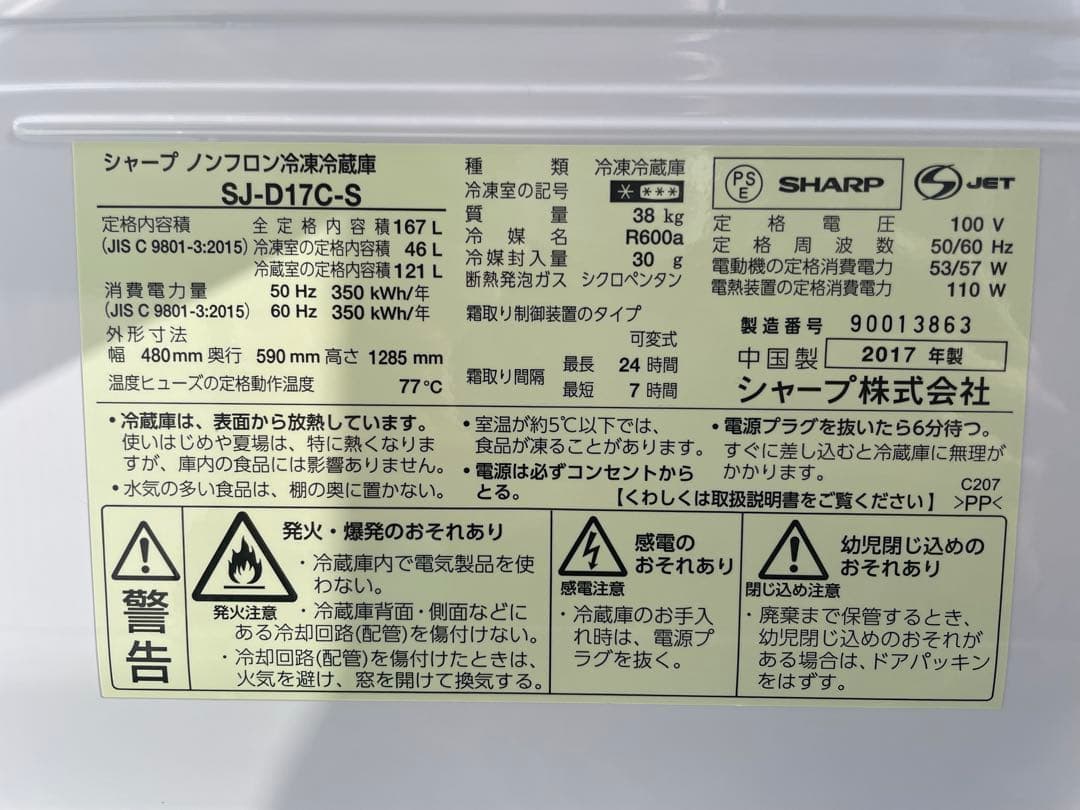 シャープ ノンフロン冷凍冷蔵庫
SJ-D17C-S
定格内容積 全定格内容積 167 L
(JIS C 9801-3:2015) 冷凍室の定格内容積 46 L
冷蔵室の定格内容積 121 L
消費電力量 50 Hz 350 kWh/年
(JIS C 9801-3:2015) 60 Hz 350 kWh/年
外形寸法
幅 480mm 奥行 590mm 高さ 1285mm
温度ヒューズの定格動作温度 77℃
種類 冷凍冷蔵庫
冷凍室の記号 * ***
質量 38 kg
冷媒名 R600a
冷媒封入量 30 g
断熱発泡ガス シクロペンタン
霜取り制御装置のタイプ
可変式
霜取り間隔 最長 24 時間
最短 7 時間
PS E SHARP JET
定格電圧 100 V
定格周波数 50/60 Hz
電動機の定格消費電力 53/57 W
電熱装置の定格消費電力 110 W
製造番号 90013863
中国製 2017 年製
シャープ株式会社
・冷蔵庫は、表面から放熱しています。
使いはじめや夏場は、特に熱くなりま
すが、庫内の食品には影響ありません。
・水気の多い食品は、棚の奥に置かない。
・室温が約5℃以下では、
食品が凍ることがあります。
・電源は必ずコンセントから
とる。
・電源プラグを抜いたら6分待つ。
すぐに差し込むと冷蔵庫に無理が
かかります。
【くわしくは取扱説明書をご覧ください】
C207
>PP<
警告
発火・爆発のおそれあり
発火注意
・冷蔵庫内で電気製品を使
わない。
・冷蔵庫背面・側面などに
ある冷却回路(配管)を傷付けない。
・冷却回路(配管)を傷付けたときは、
火気を避け、窓を開けて換気する。
感電の
おそれあり
感電注意
・冷蔵庫のお手入
れ時は、電源プ
ラグを抜く。
幼児閉じ込めの
おそれあり
閉じ込め注意
・廃棄まで保管するとき、
幼児閉じ込めのおそれが
ある場合は、ドアパッキン
をはずす。